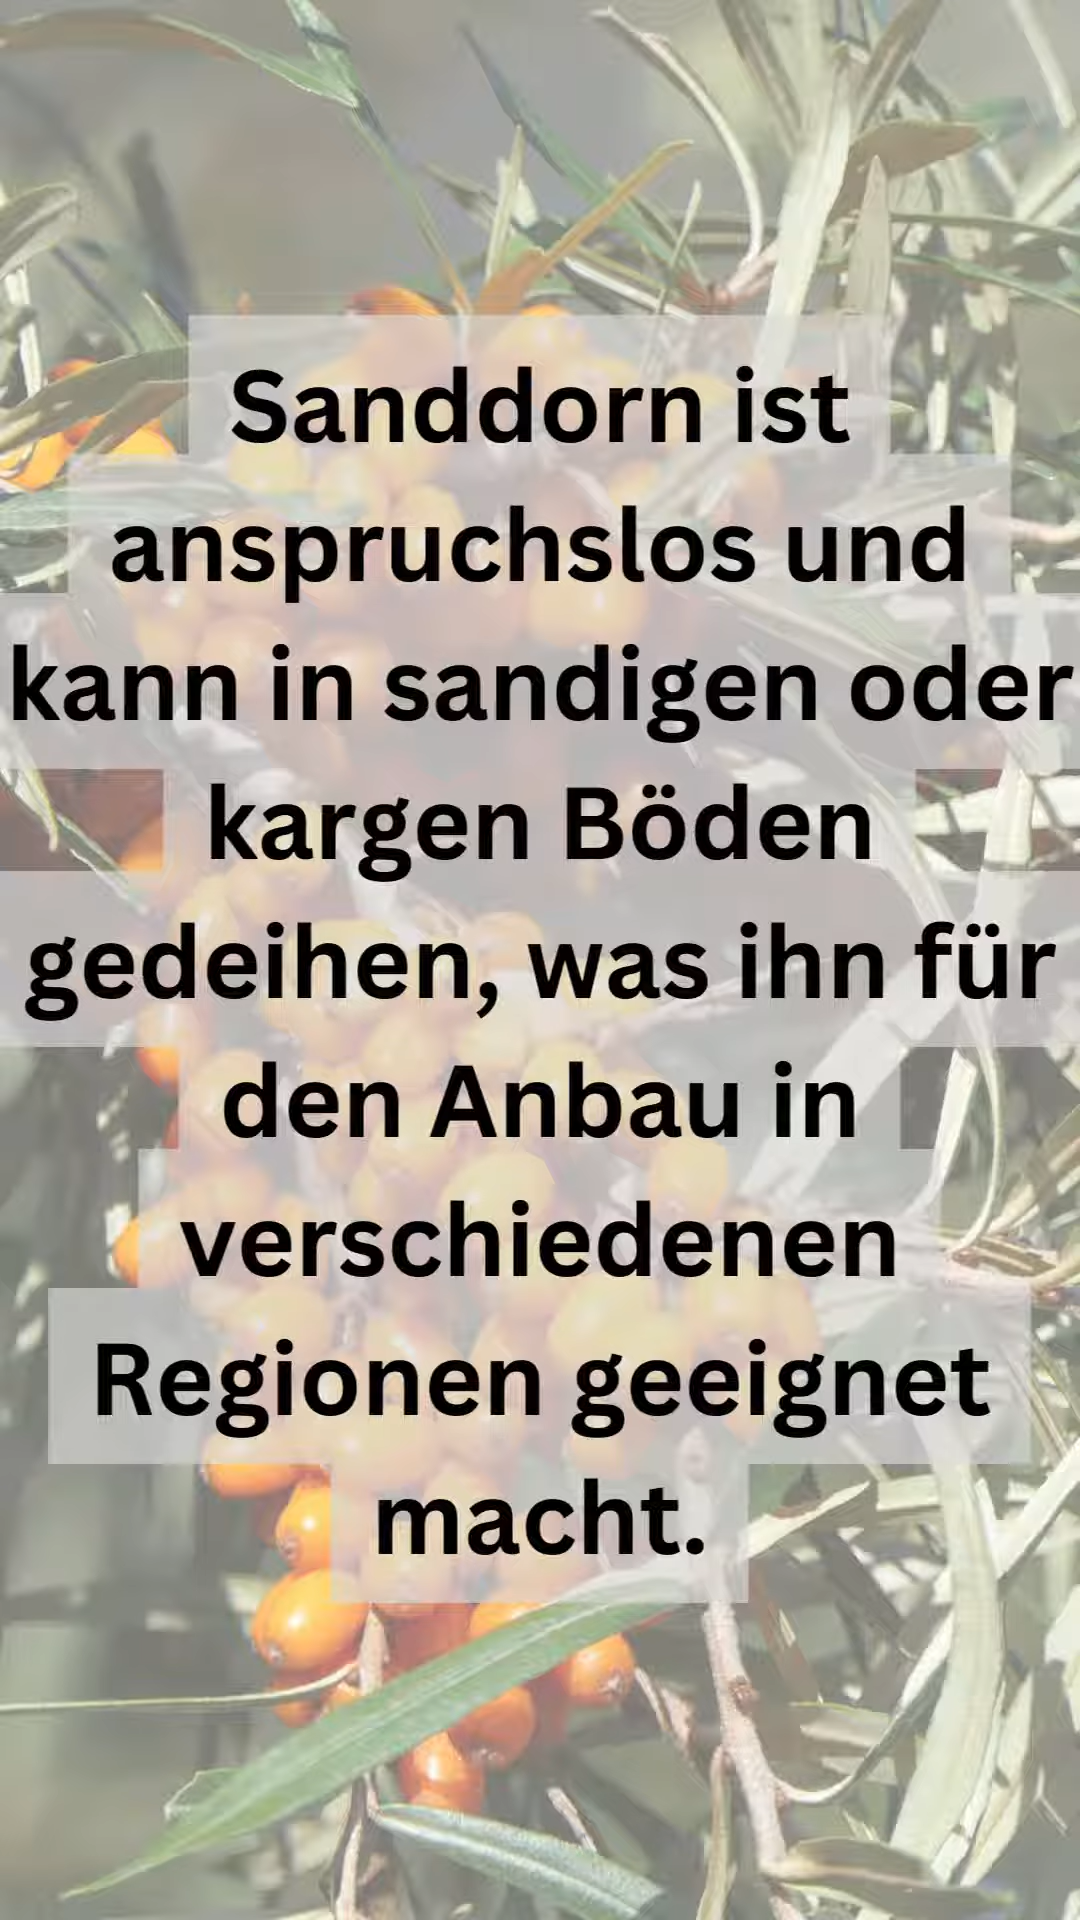 Sanddorn ist
anspruchslos und
kann in sandigen oder
kargen Böden
gedeihen, was ihn für
den Anbau in
verschiedenen
Regionen geeignet
macht.